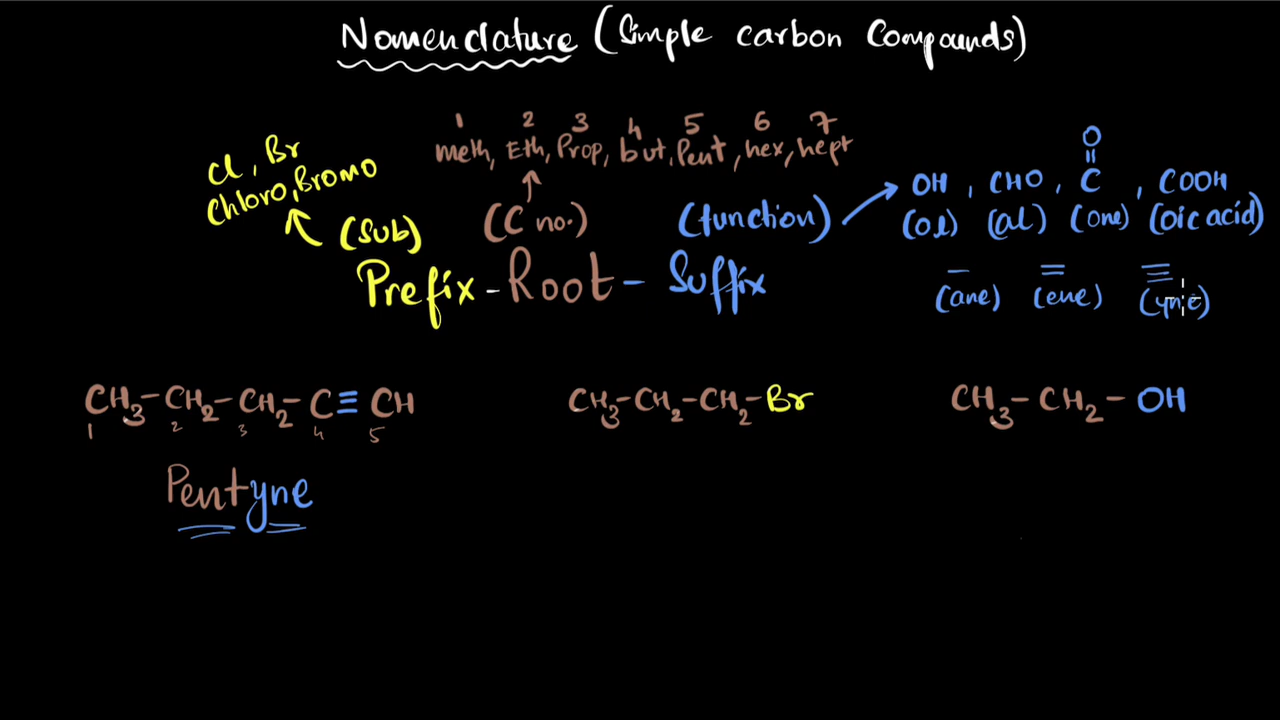 Nomenclature (Simple carbon Compounds)
1 2 3 4 5 6 7
meth, Eth, Prop, but, Pent, hex, hept
Cl, Br
Chloro, Bromo
O
OH, CHO, C, COOH
(ol) (al) (one) (oic acid)
(Sub) (C no.) (function)
Prefix - Root - Suffix
(ane) (ene) (yne)
CH3-CH2-CH2-C≡CH CH3-CH2-CH2-Br CH3-CH2-OH
1 2 3 4 5
Pentyne